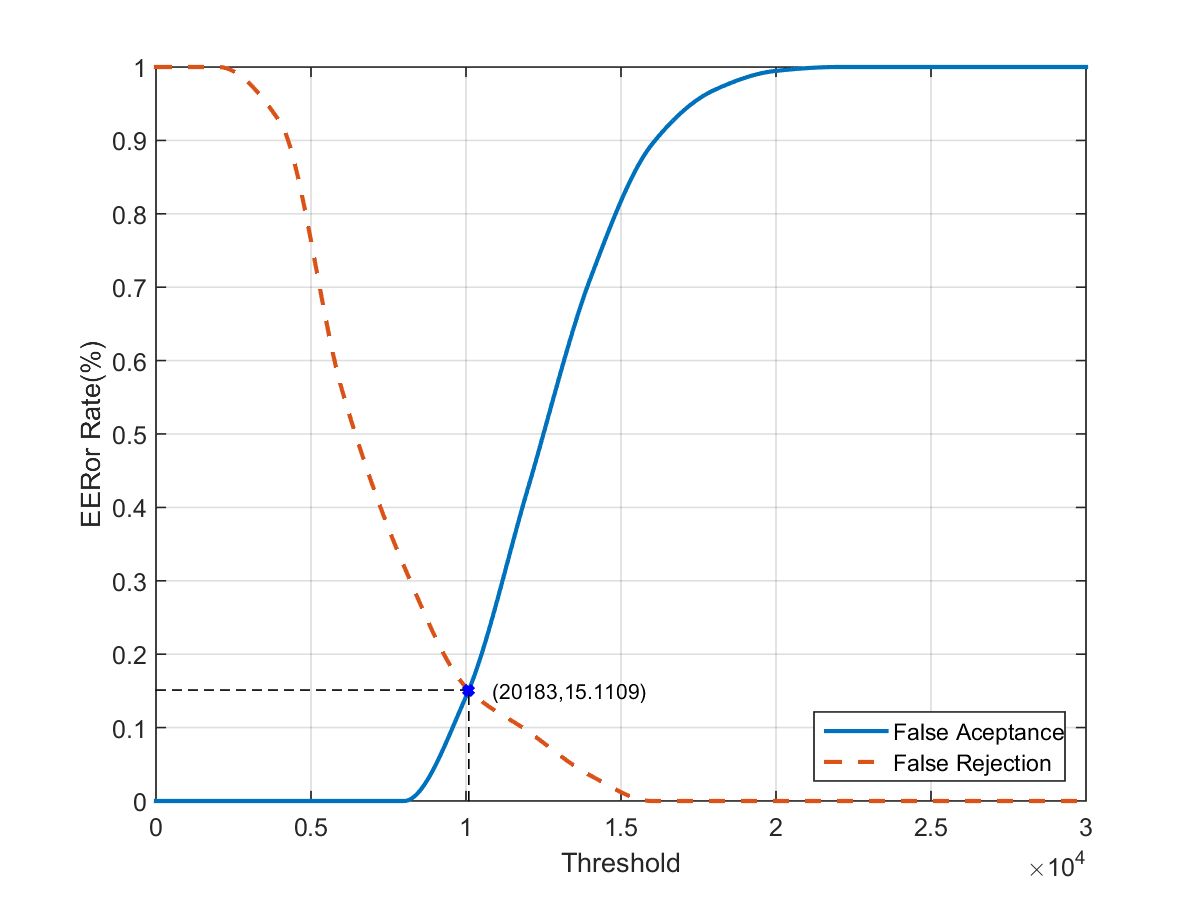 1
0.9
0.8
0.7
0.6
0.5
0.4
0.3
0.2
0.1
0
EERor Rate(%)
(20183,15.1109)
False Aceptance
False Rejection
0 0.5 1 1.5 2 2.5 3
Threshold
×10⁴